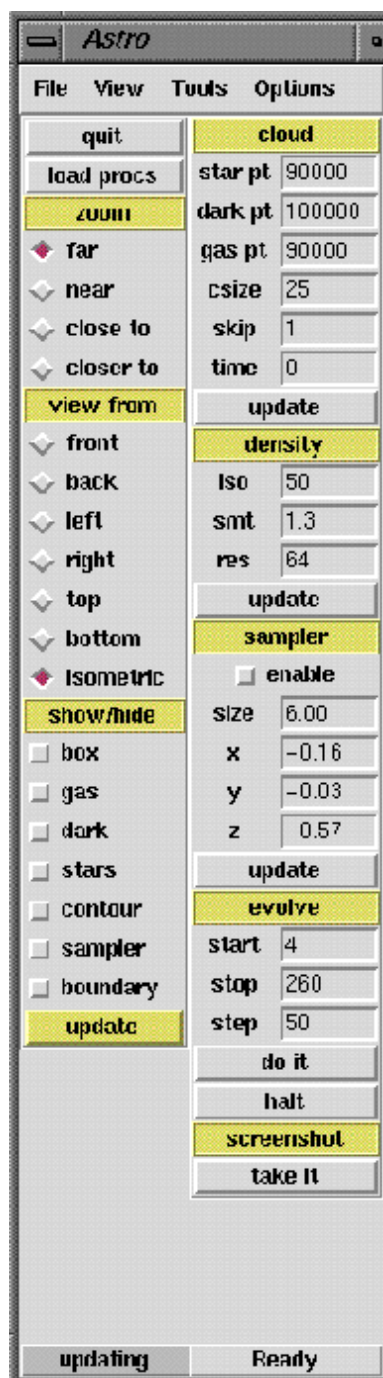 Astro
File View Tools Options
quit
load procs
zoom
far
near
close to
closer to
view from
front
back
left
right
top
bottom
isometric
show/hide
box
gas
dark
stars
contour
sampler
boundary
update
cloud
star pt 90000
dark pt 100000
gas pt 90000
csize 25
skip 1
time 0
update
density
iso 50
smt 1.3
res 64
update
sampler
enable
size 6.00
x -0.16
y -0.03
z 0.57
update
evolve
start 4
stop 260
step 50
do it
halt
screenshot
take it
updating Ready